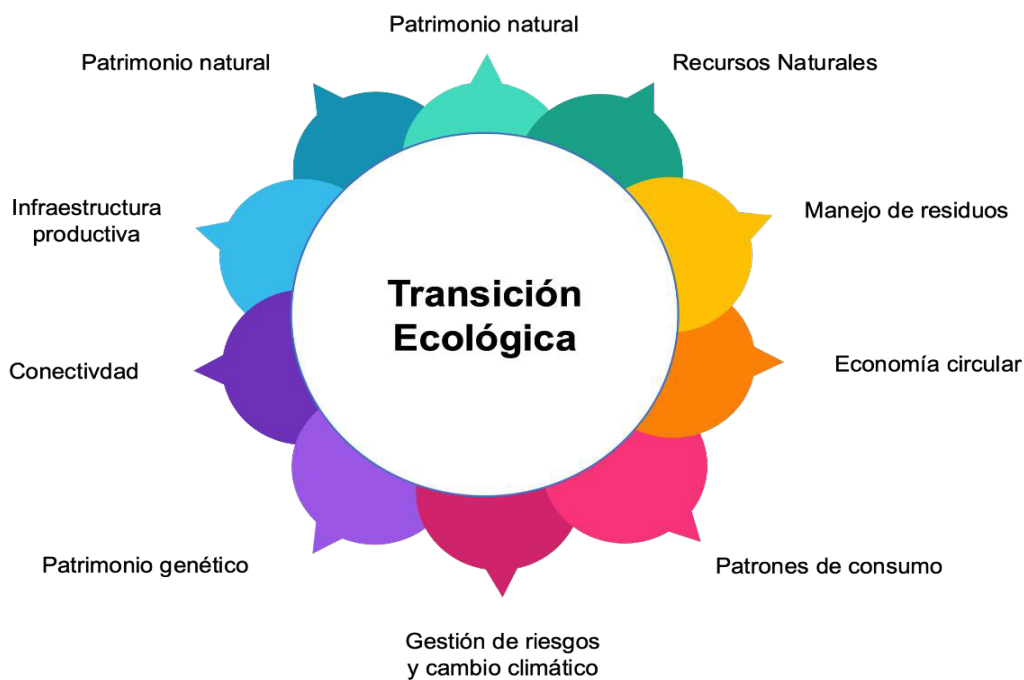 Patrimonio natural
Patrimonio natural
Recursos Naturales
Infraestructura
productiva
Manejo de residuos
Transición
Ecológica
Conectivdad
Economía circular
Patrimonio genético
Patrones de consumo
Gestión de riesgos
y cambio climático